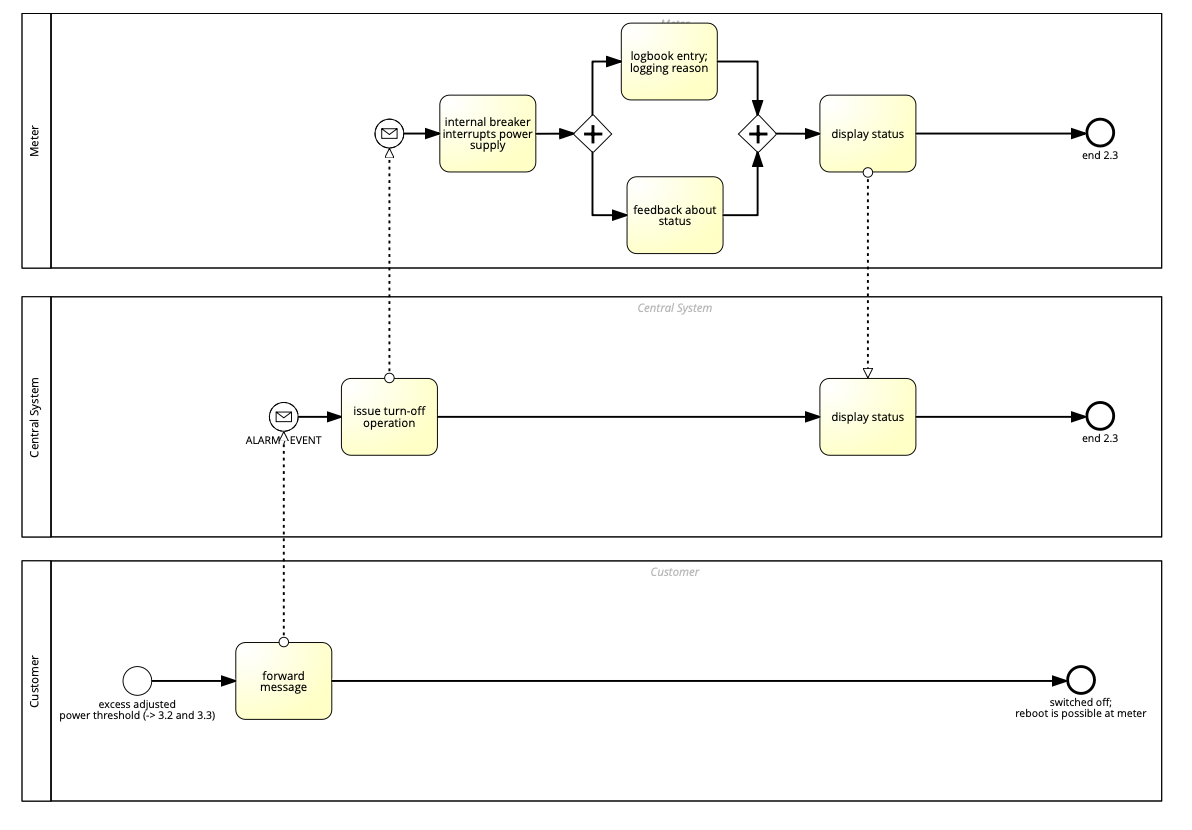 Meter
Meter
logbook entry;
logging reason
internal breaker
interrupts power
supply
display status
end 2.3
feedback about
status
Central System
Central System
ALARM EVENT
issue turn-off
operation
display status
end 2.3
Customer
Customer
excess adjusted
power threshold (-> 3.2 and 3.3)
forward
message
switched off;
reboot is possible at meter